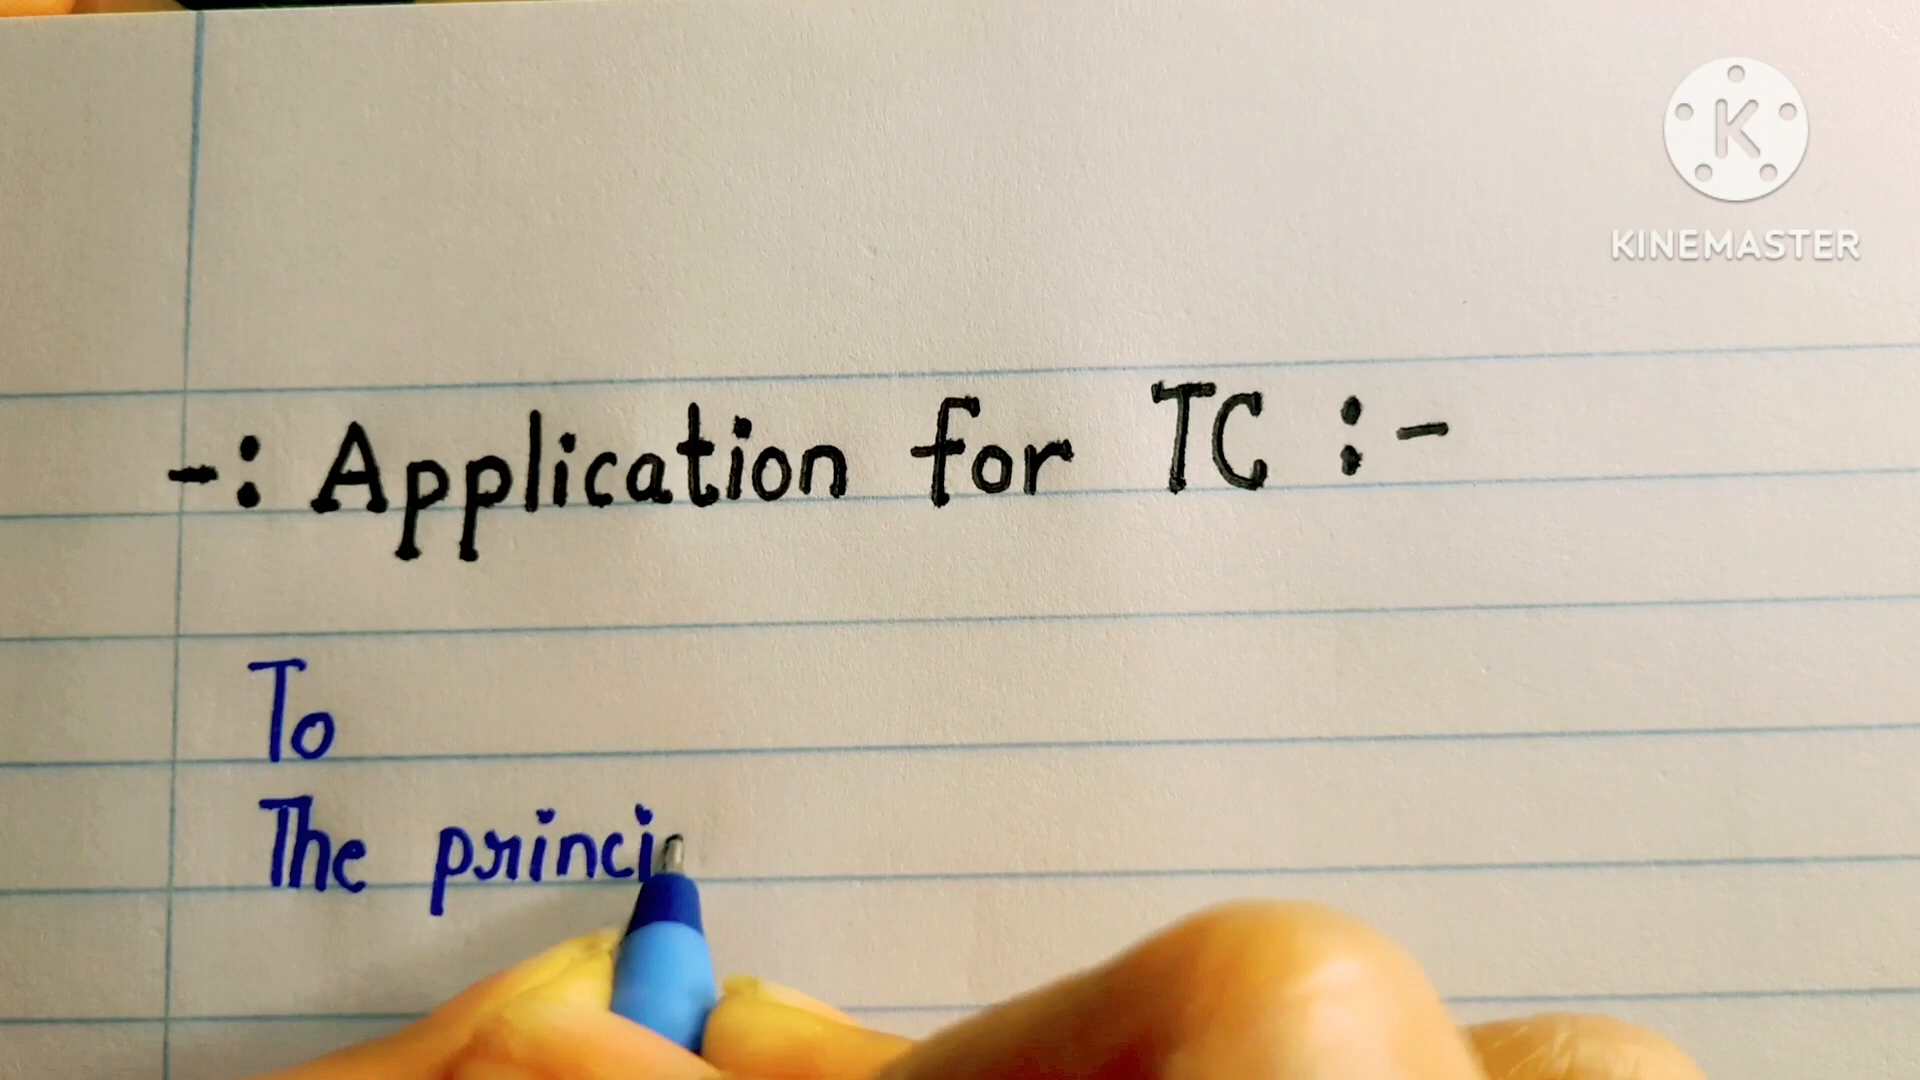 KINEMASTER
-: Application for TC :-
To
The princi